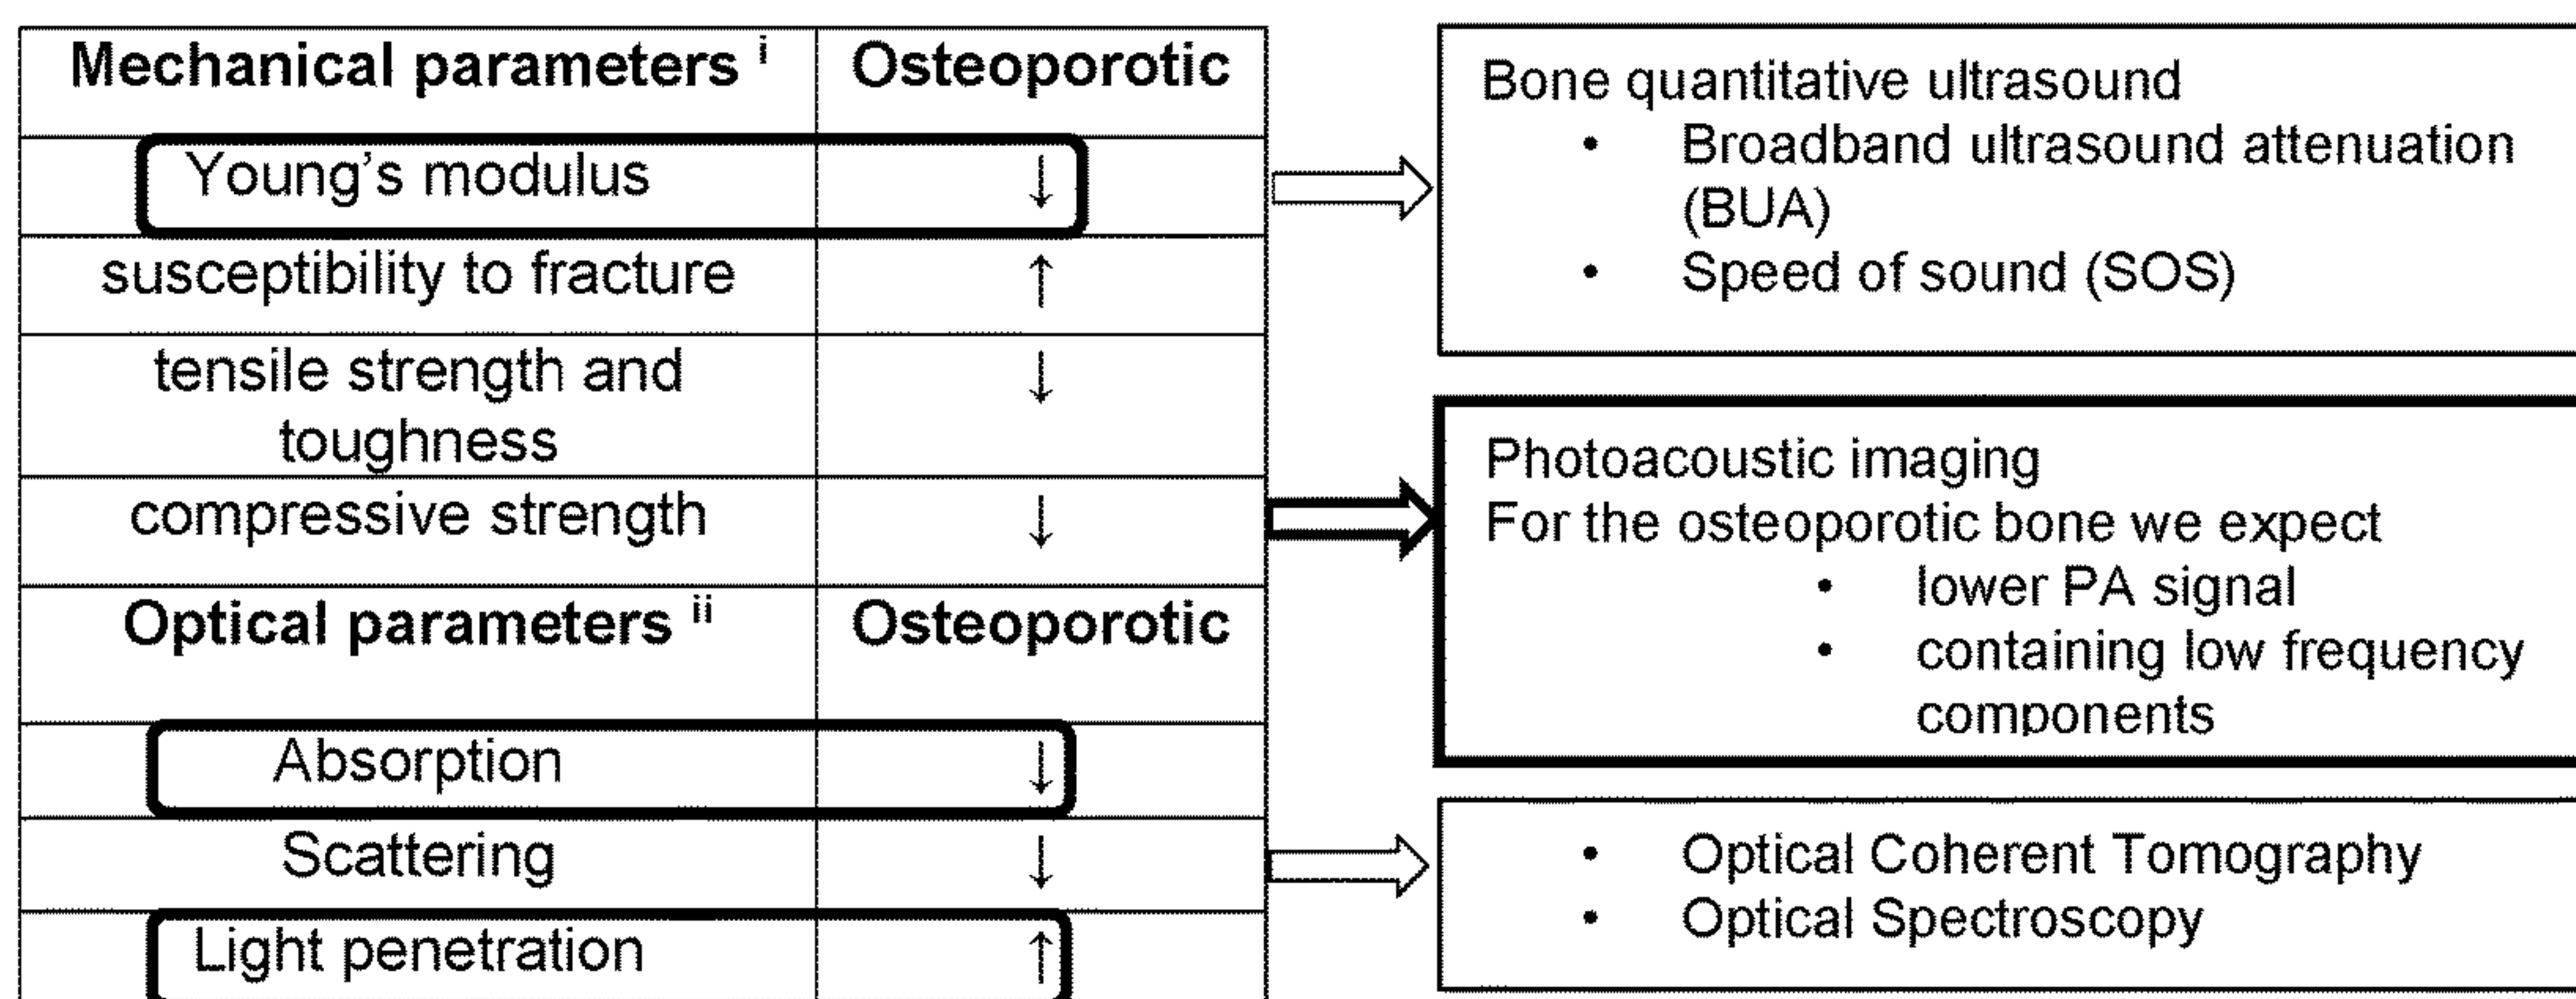 Mechanical parameters i Osteoporotic
Young's modulus ↓
susceptibility to fracture ↑
tensile strength and ↓
toughness
compressive strength ↓
Optical parameters ii Osteoporotic
Absorption ↓
Scattering ↓
Light penetration ↑
Bone quantitative ultrasound
• Broadband ultrasound attenuation
(BUA)
• Speed of sound (SOS)
Photoacoustic imaging
For the osteoporotic bone we expect
• lower PA signal
• containing low frequency
components
• Optical Coherent Tomography
• Optical Spectroscopy